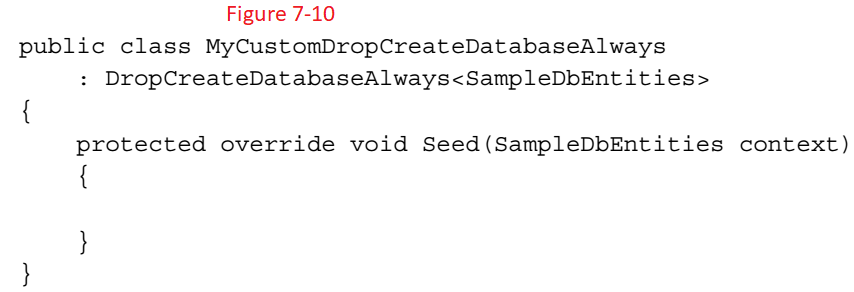 Figure 7-10
public class MyCustomDropCreateDatabaseAlways
    : DropCreateDatabaseAlways<SampleDbEntities>
{
    protected override void Seed(SampleDbEntities context)
    {
    }
}